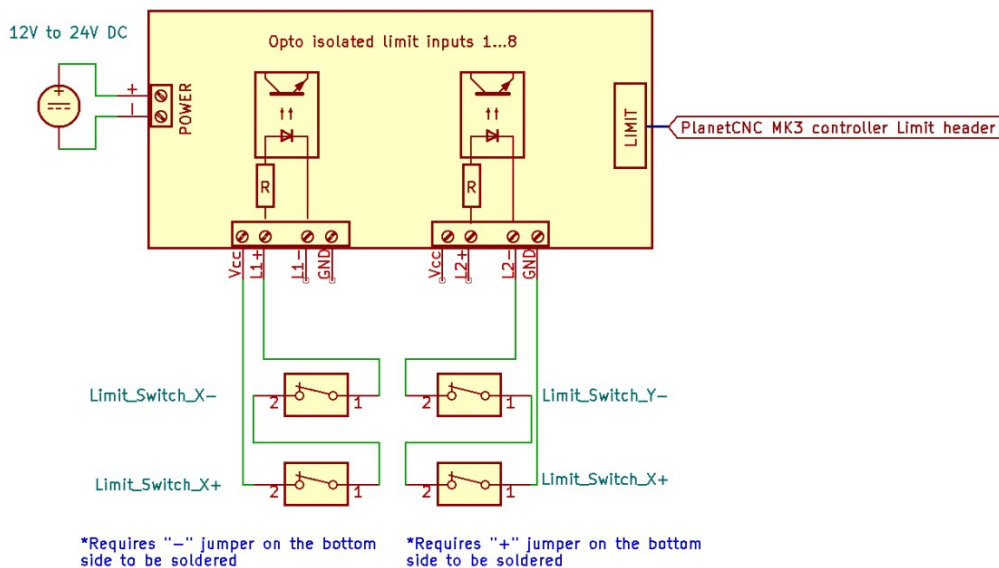 12V to 24V DC
Opto isolated limit inputs 1...8
+
-
POWER
LIMIT
PlanetCNC MK3 controller Limit header
R
R
Vcc
L1+
L1-
GND
Vcc
L2+
L2-
GND
Limit_Switch_X-
2
1
2
1
Limit_Switch_Y-
Limit_Switch_X+
2
1
2
1
Limit_Switch_X+
*Requires "-" jumper on the bottom
side to be soldered
*Requires "+" jumper on the bottom
side to be soldered